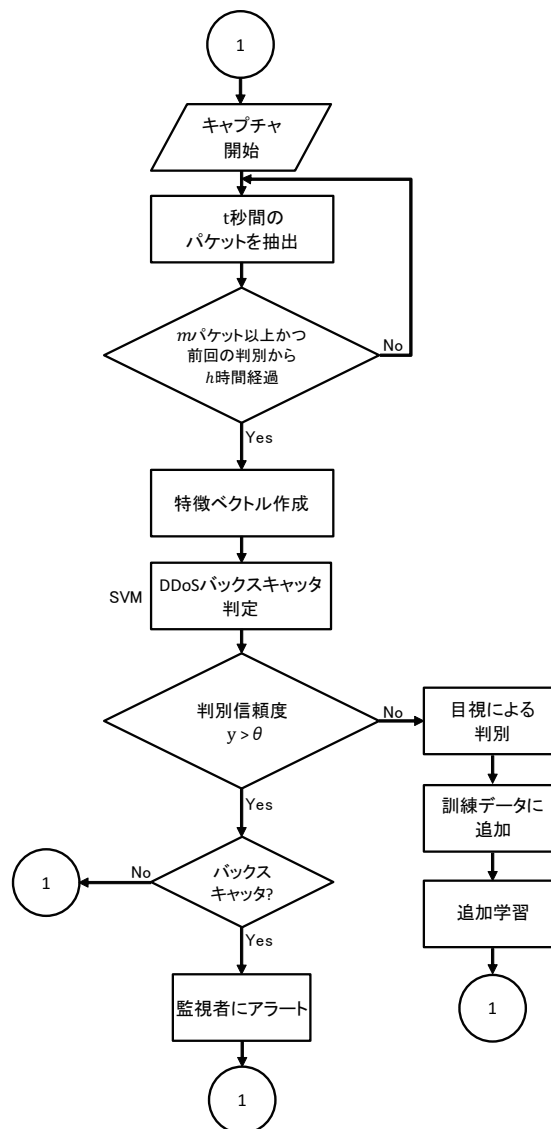 1
キャプチャ
開始
t秒間の
パケットを抽出
mパケット以上かつ
前回の判別から
h時間経過
No
Yes
特徴ベクトル作成
SVM
DDoSバックスキャッタ
判定
判別信頼度
y > θ
No
目視による
判別
Yes
訓練データに
追加
バックス
キャッタ?
No
1
追加学習
Yes
監視者にアラート
1
1